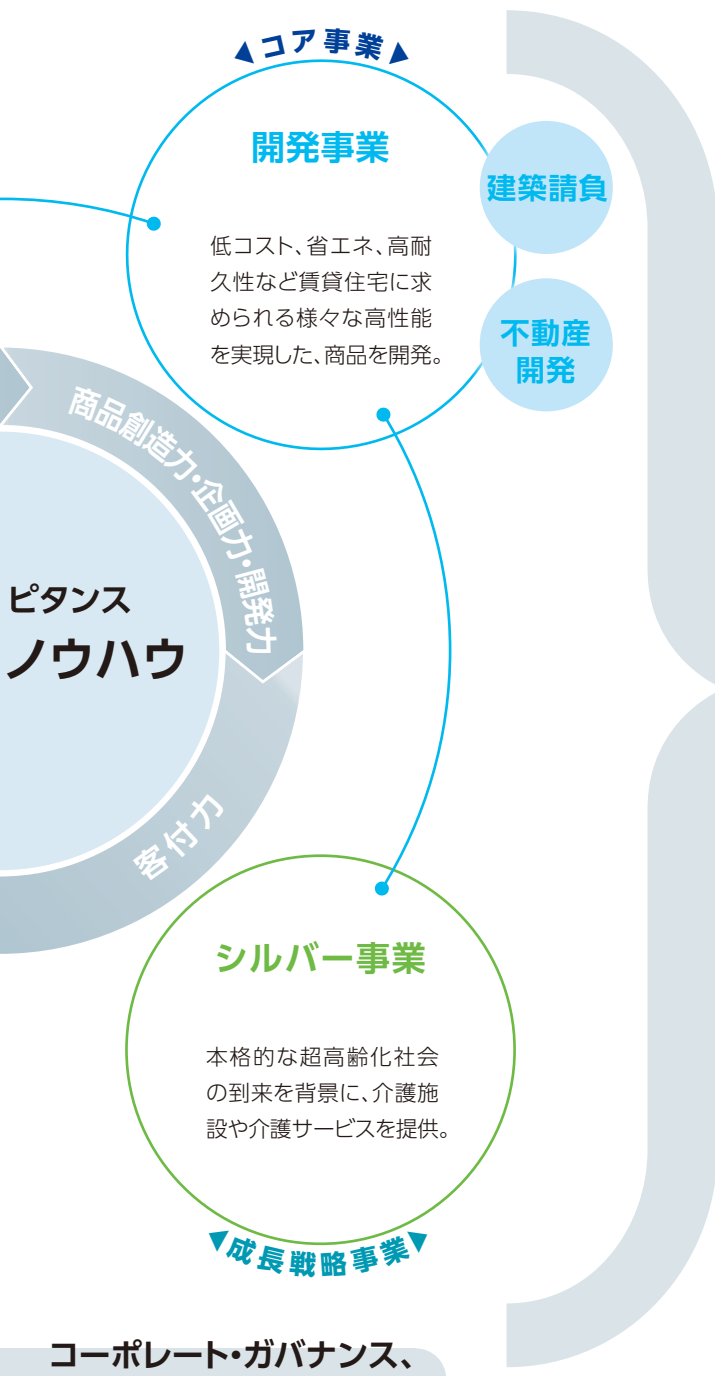 ▲コア事業▲
開発事業
低コスト、省エネ、高耐
久性など賃貸住宅に求
められる様々な高性能
を実現した、商品を開発。
建築請負
不動産
開発
商品創造力・企画力・開発力
ピタンス
ノウハウ
客付力
シルバー事業
本格的な超高齢化社会
の到来を背景に、介護施
設や介護サービスを提供。
▼成長戦略事業▼
コーポレート・ガバナンス、